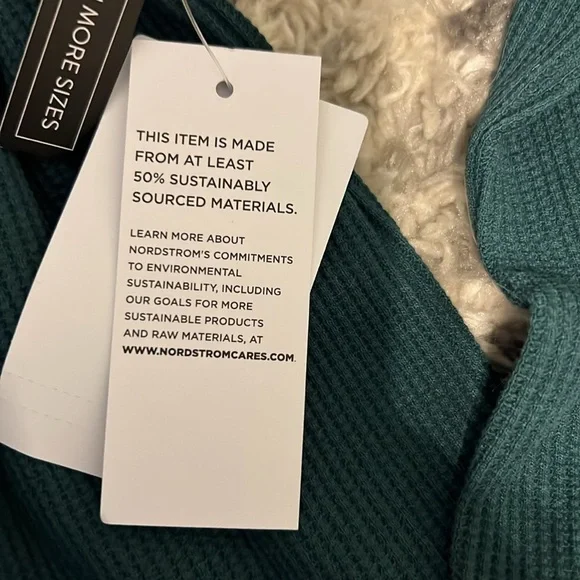 MORE SIZES
THIS ITEM IS MADE
FROM AT LEAST
50% SUSTAINABLY
SOURCED MATERIALS.
LEARN MORE ABOUT
NORDSTROM'S COMMITMENTS
TO ENVIRONMENTAL
SUSTAINABILITY, INCLUDING
OUR GOALS FOR MORE
SUSTAINABLE PRODUCTS
AND RAW MATERIALS, AT
WWW.NORDSTROMCARES.COM.